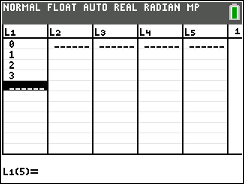 NORMAL FLOAT AUTO REAL RADIAN MP
L1 L2 L3 L4 L5 1
0 ------ ------ ------ ------
1
2
3
------
L1(5)=